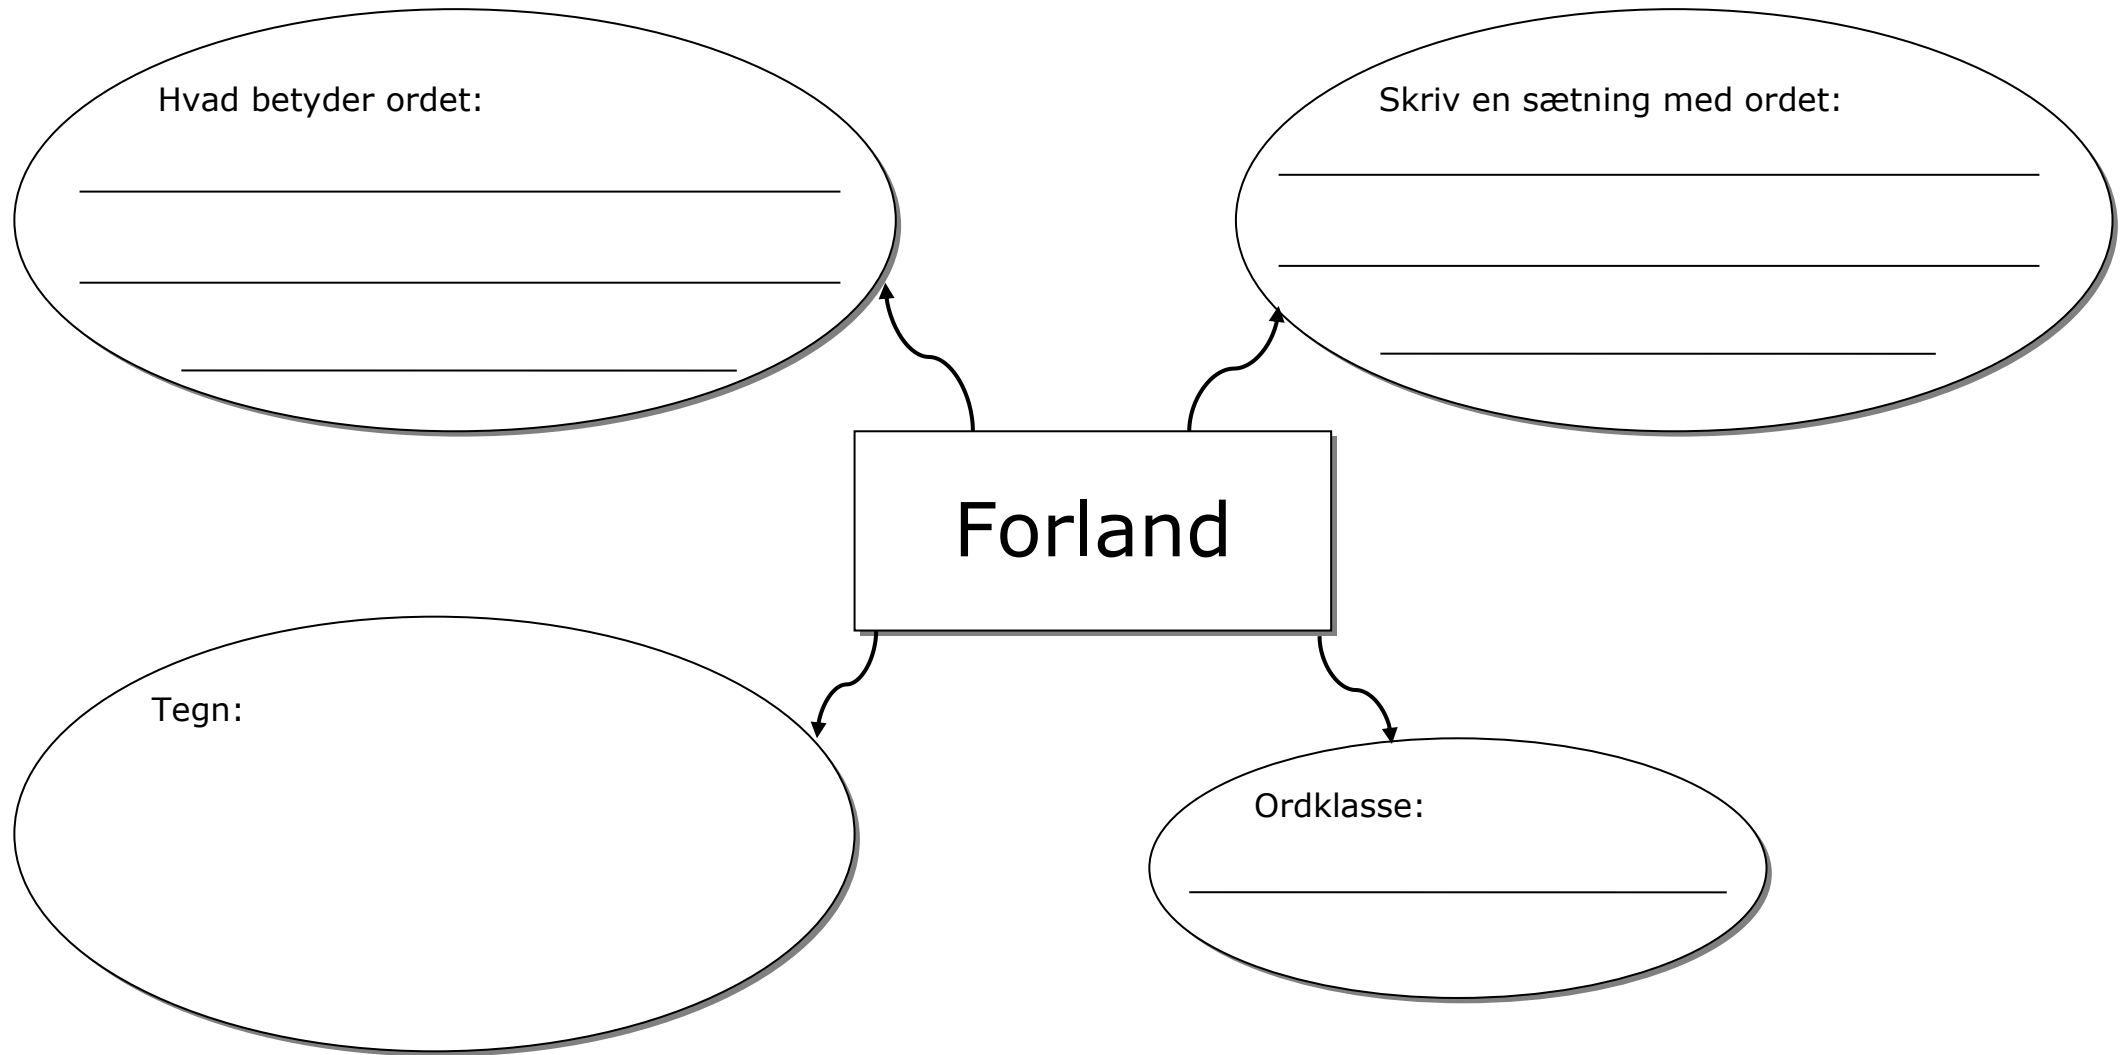 Hvad betyder ordet:
Skriv en sætning med ordet:
Forland
Tegn:
Ordklasse: